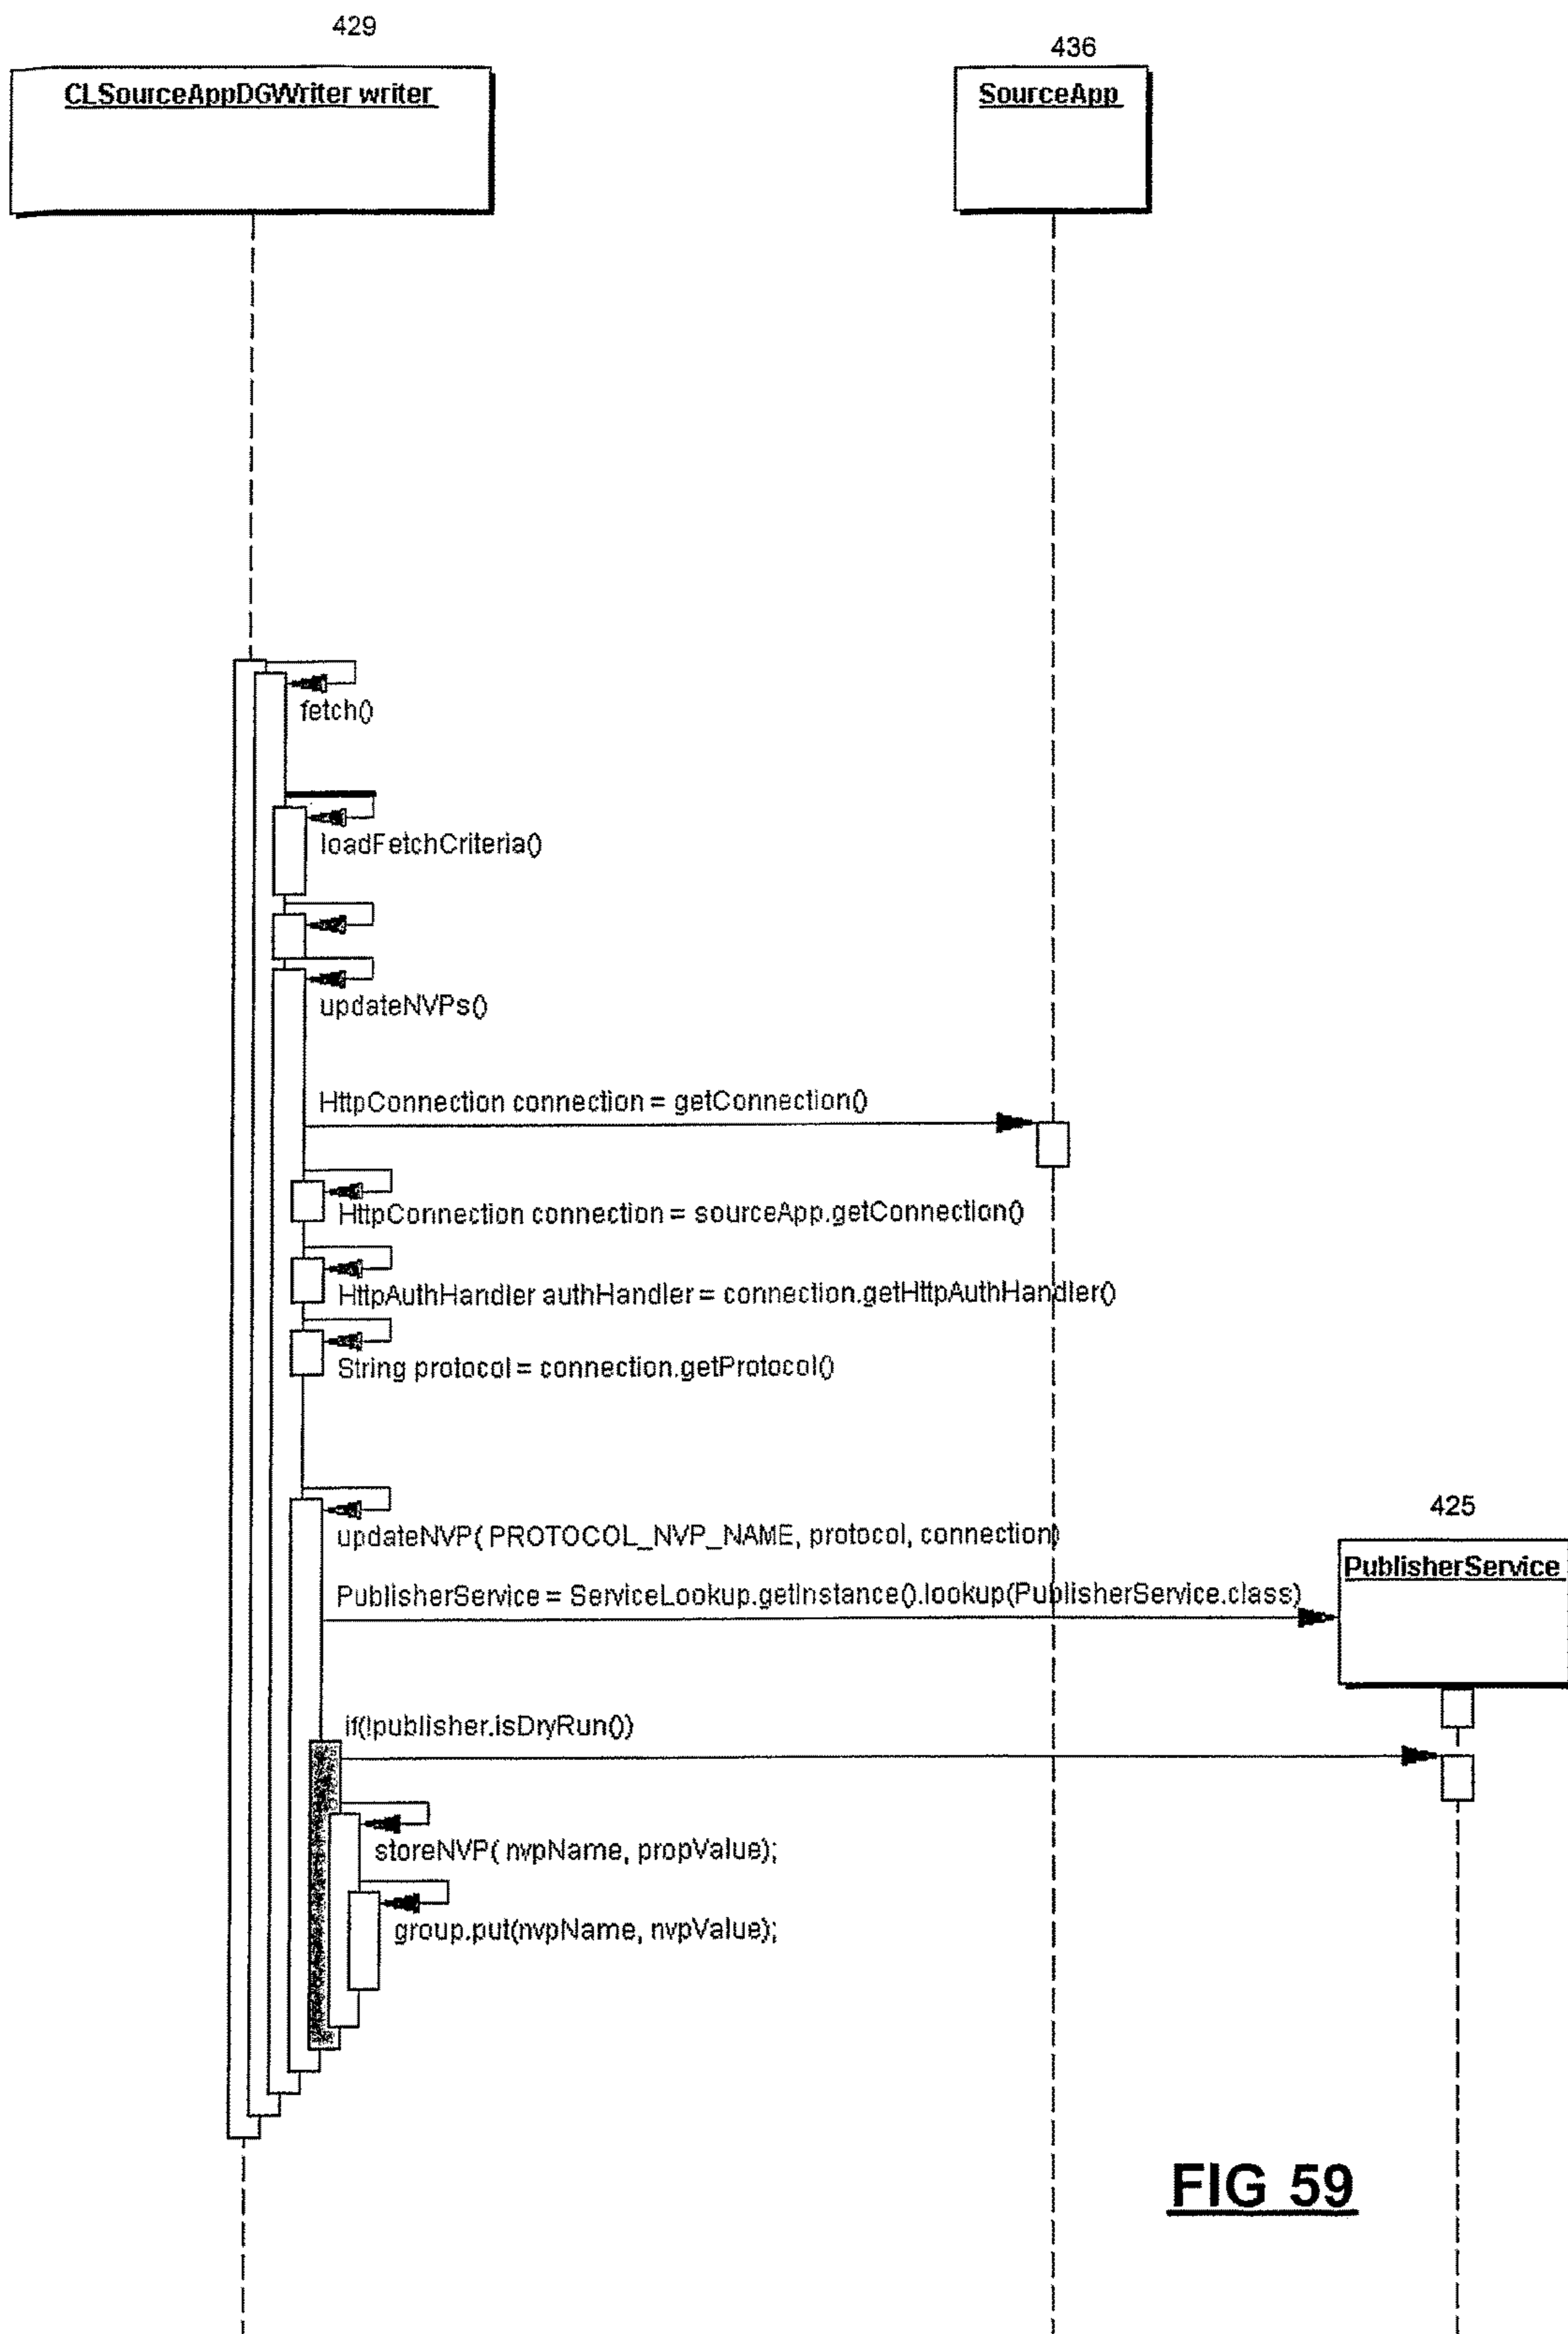 429
436
CLSourceAppDGWriter writer
SourceApp
fetch()
loadFetchCriteria()
updateNVPs()
HttpConnection connection = getConnection()
HttpConnection connection = sourceApp.getConnection()
HttpAuthHandler authHandler = connection.getHttpAuthHandler()
String protocol = connection.getProtocol()
425
updateNVP( PROTOCOL_NVP_NAME, protocol, connection)
PublisherService
PublisherService = ServiceLookup.getInstance().lookup(PublisherService.class)
if(!publisher.isDryRun())
storeNVP( nvpName, propValue);
group.put(nvpName, nvpValue);
FIG 59